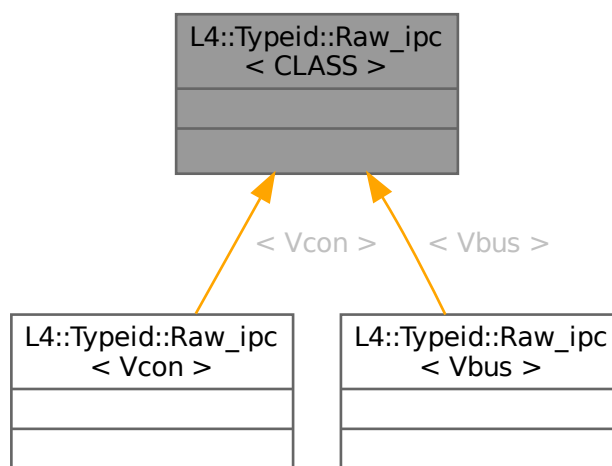 L4::Typeid::Raw_ipc
< CLASS >
< Vcon >
< Vbus >
L4::Typeid::Raw_ipc
< Vcon >
L4::Typeid::Raw_ipc
< Vbus >